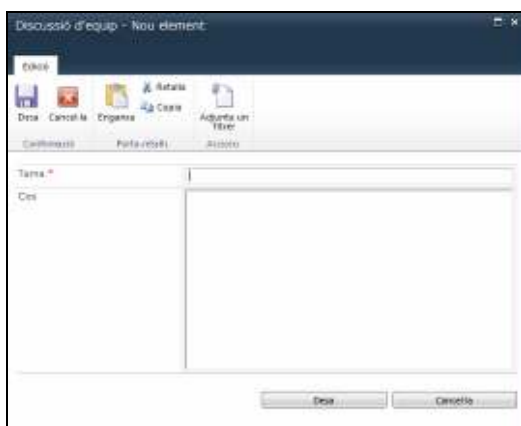 Discussió d'equip - Nou element
Edició
Desa
Cancel·la
Enganxa
Retalla
Copia
Adjunta un
fitxer
Confirmació
Porta-retalls
Accions
Tema *
Cos
Desa
Cancel·la